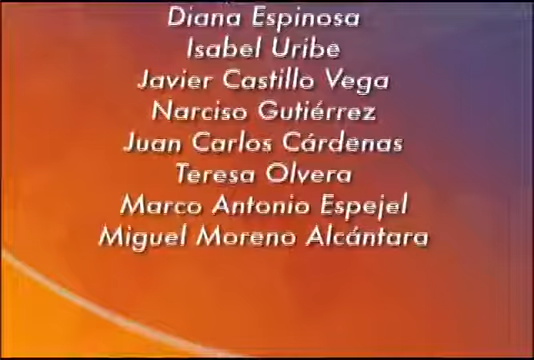 Diana Espinosa
Isabel Uribe
Javier Castillo Vega
Narciso Gutiérrez
Juan Carlos Cárdenas
Teresa Olvera
Marco Antonio Espejel
Miguel Moreno Alcántara